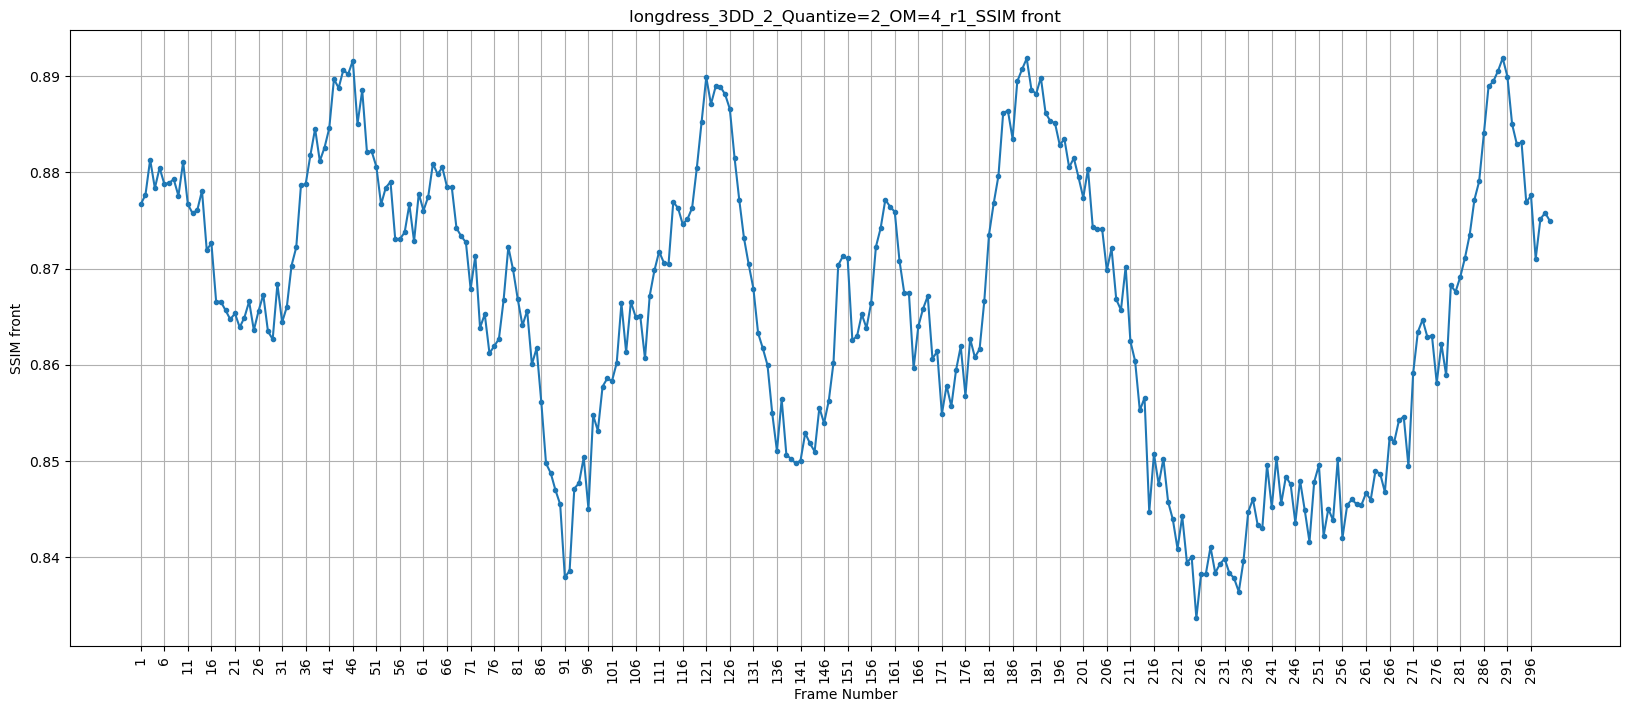 longdress_3DD_2_Quantize=2_OM=4_r1_SSIM front
SSIM front
0.89
0.88
0.87
0.86
0.85
0.84
1 6 11 16 21 26 31 36 41 46 51 56 61 66 71 76 81 86 91 96 101 106 111 116 121 126 131 136 141 146 151 156 161 166 171 176 181 186 191 196 201 206 211 216 221 226 231 236 241 246 251 256 261 266 271 276 281 286 291 296
Frame Number